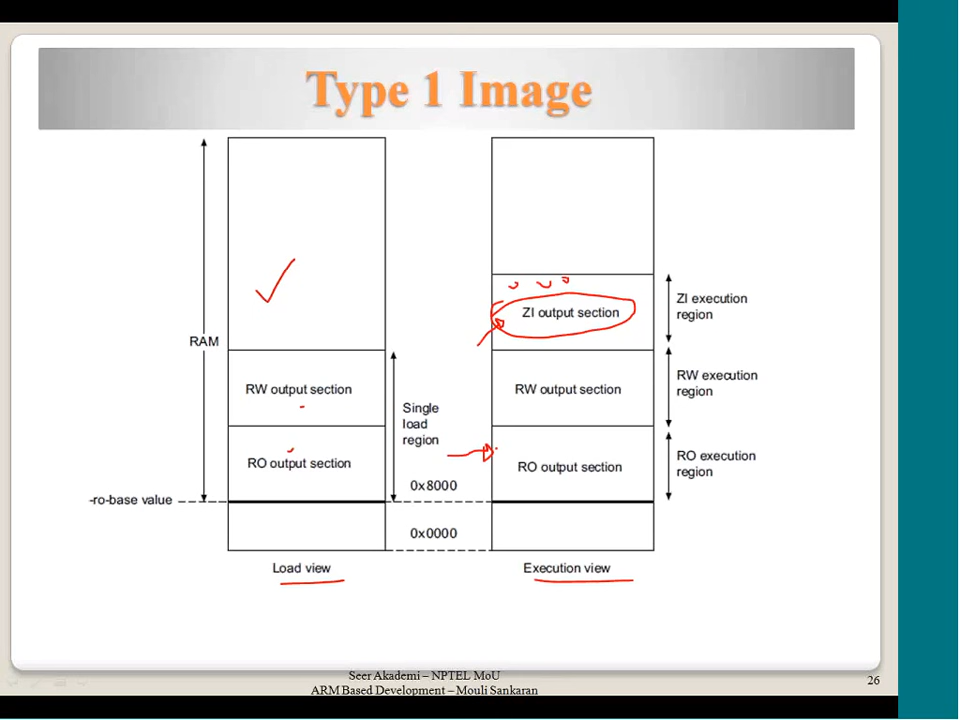 Type 1 Image
RAM
-ro-base value
RW output section
RO output section
Load view
Single
load
region
0x8000
0x0000
ZI output section
RW output section
RO output section
Execution view
ZI execution
region
RW execution
region
RO execution
region
Seer Akademi – NPTEL MoU
ARM Based Development – Mouli Sankaran
26